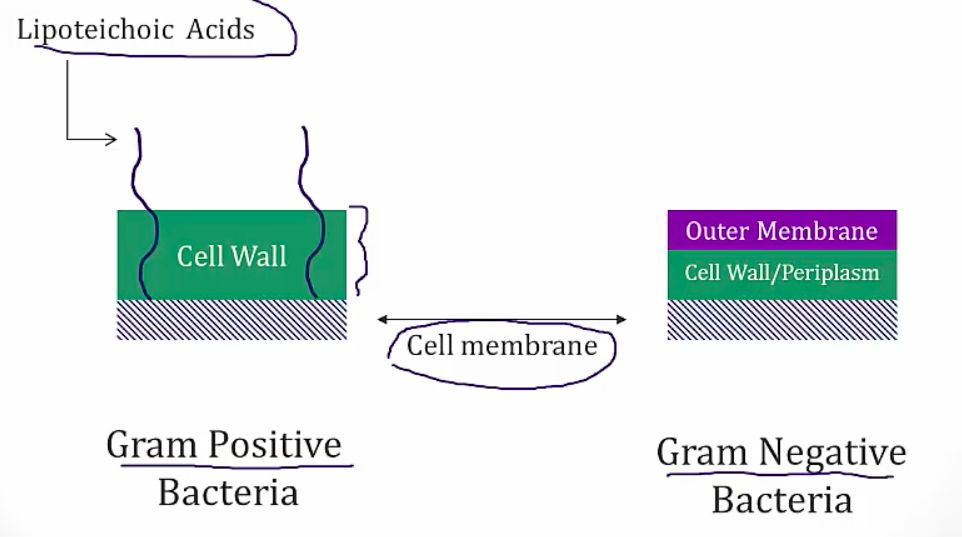 Lipoteichoic Acids
Cell Wall
Outer Membrane
Cell Wall/Periplasm
Cell membrane
Gram Positive
Bacteria
Gram Negative
Bacteria